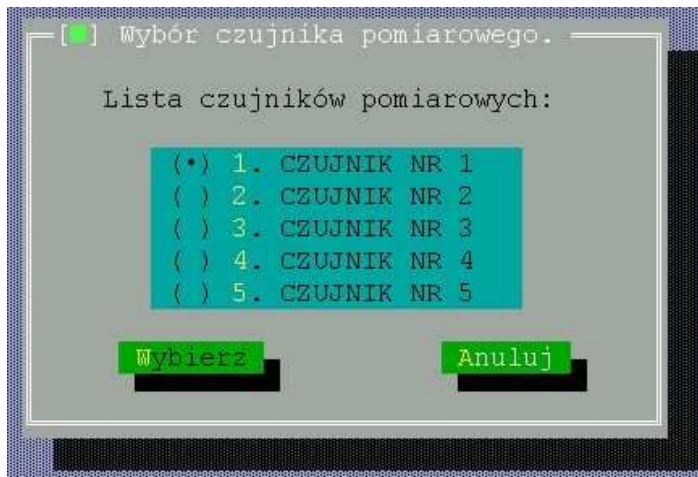 [■] Wybór czujnika pomiarowego.
Lista czujników pomiarowych:
(•) 1. CZUJNIK NR 1
( ) 2. CZUJNIK NR 2
( ) 3. CZUJNIK NR 3
( ) 4. CZUJNIK NR 4
( ) 5. CZUJNIK NR 5
Wybierz Anuluj